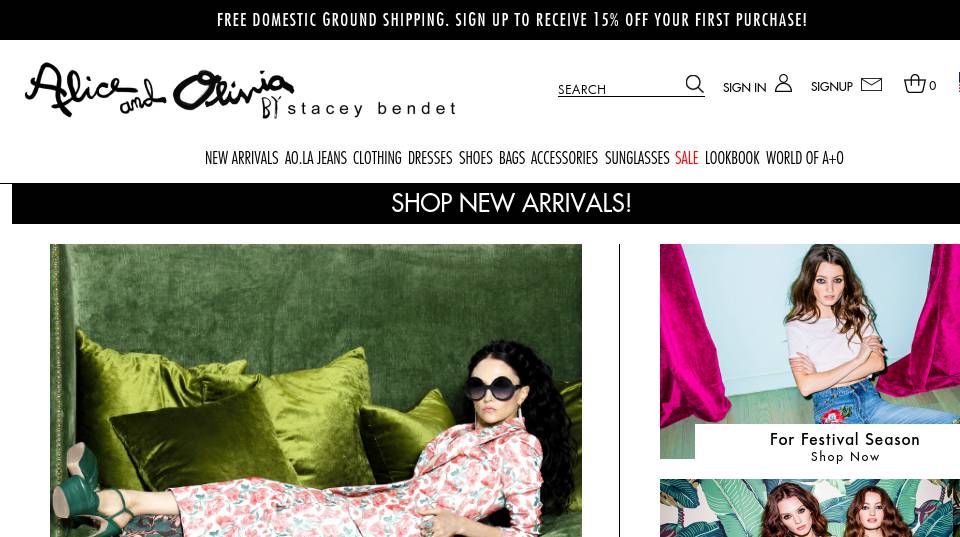 FREE DOMESTIC GROUND SHIPPING. SIGN UP TO RECEIVE 15% OFF YOUR FIRST PURCHASE!
Alice and Olivia BY stacey bendet
SEARCH SIGN IN SIGNUP 0
NEW ARRIVALS AO.LA JEANS CLOTHING DRESSES SHOES BAGS ACCESSORIES SUNGLASSES SALE LOOKBOOK WORLD OF A+O
SHOP NEW ARRIVALS!
For Festival Season
Shop Now